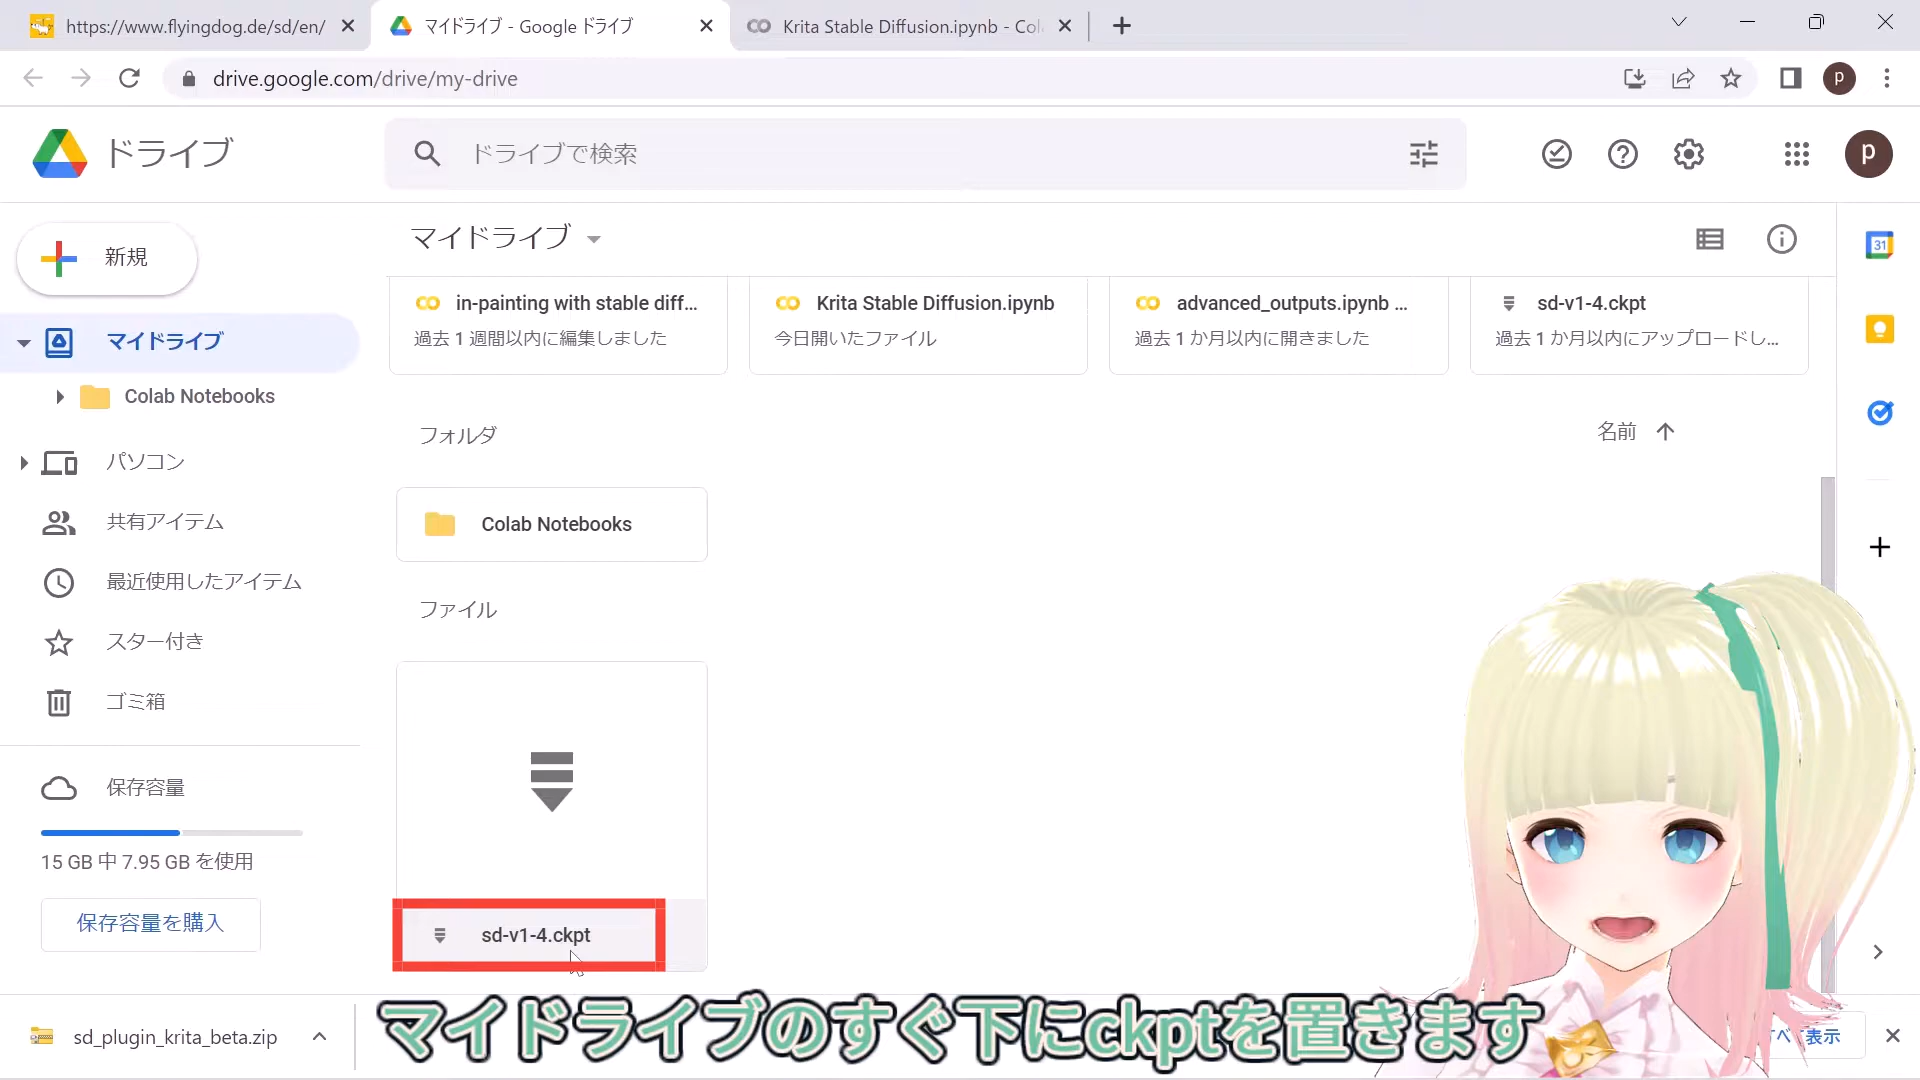 https://www.flyingdog.de/sd/en/
マイドライブ - Google ドライブ
Krita Stable Diffusion.ipynb - Col
drive.google.com/drive/my-drive
p
ドライブ
ドライブで検索
p
新規
マイドライブ
31
マイドライブ
Colab Notebooks
パソコン
共有アイテム
最近使用したアイテム
スター付き
ゴミ箱
保存容量
15 GB 中 7.95 GB を使用
保存容量を購入
in-painting with stable diff...
過去 1 週間以内に編集しました
Krita Stable Diffusion.ipynb
今日開いたファイル
advanced_outputs.ipynb ...
過去 1 か月以内に開きました
sd-v1-4.ckpt
過去 1 か月以内にアップロードし...
フォルダ
名前
Colab Notebooks
ファイル
sd-v1-4.ckpt
sd_plugin_krita_beta.zip
マイドライブのすぐ下にckptを置きます
表示